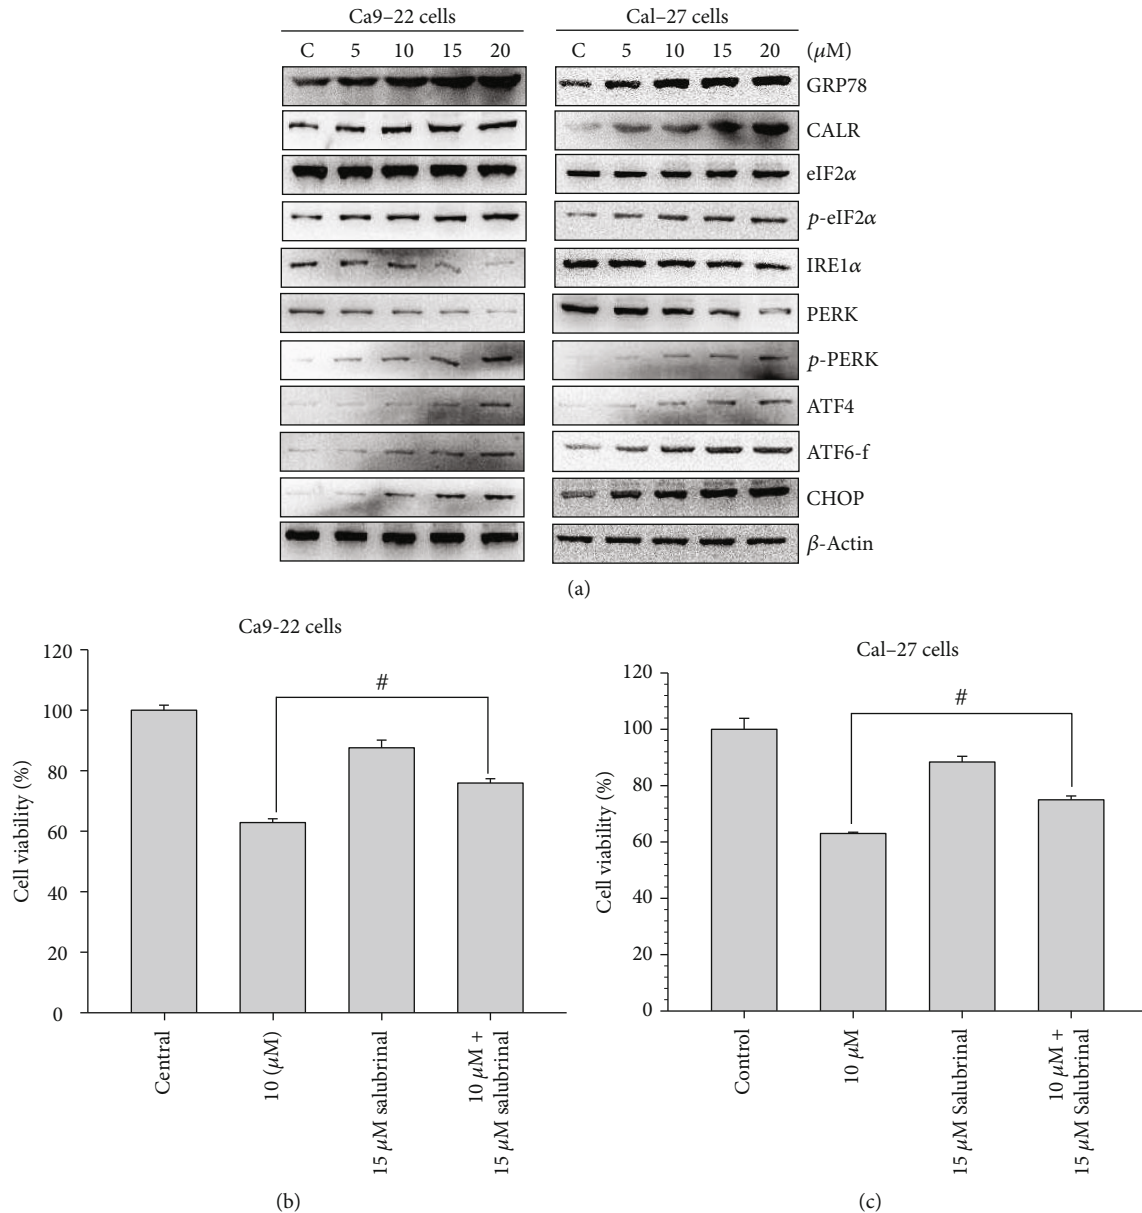 Ca9–22 cells
Cal–27 cells
C 5 10 15 20
C 5 10 15 20 (μM)
GRP78
CALR
eIF2α
p-eIF2α
IRE1α
PERK
p-PERK
ATF4
ATF6-f
CHOP
β-Actin
(a)
Ca9-22 cells
120
100
80
60
40
20
0
Cell viability (%)
#
Central
10 (μM)
15 μM salubrinal
10 μM +
15 μM salubrinal
(b)
Cal–27 cells
120
100
80
60
40
20
0
Cell viability (%)
#
Control
10 μM
15 μM Salubrinal
10 μM +
15 μM Salubrinal
(c)